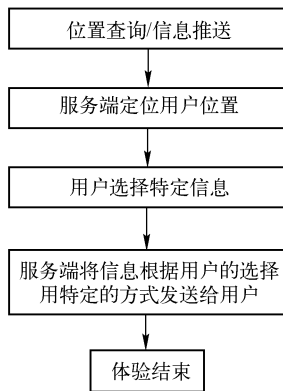 位置查询/信息推送
服务端定位用户位置
用户选择特定信息
服务端将信息根据用户的选择
用特定的方式发送给用户
体验结束